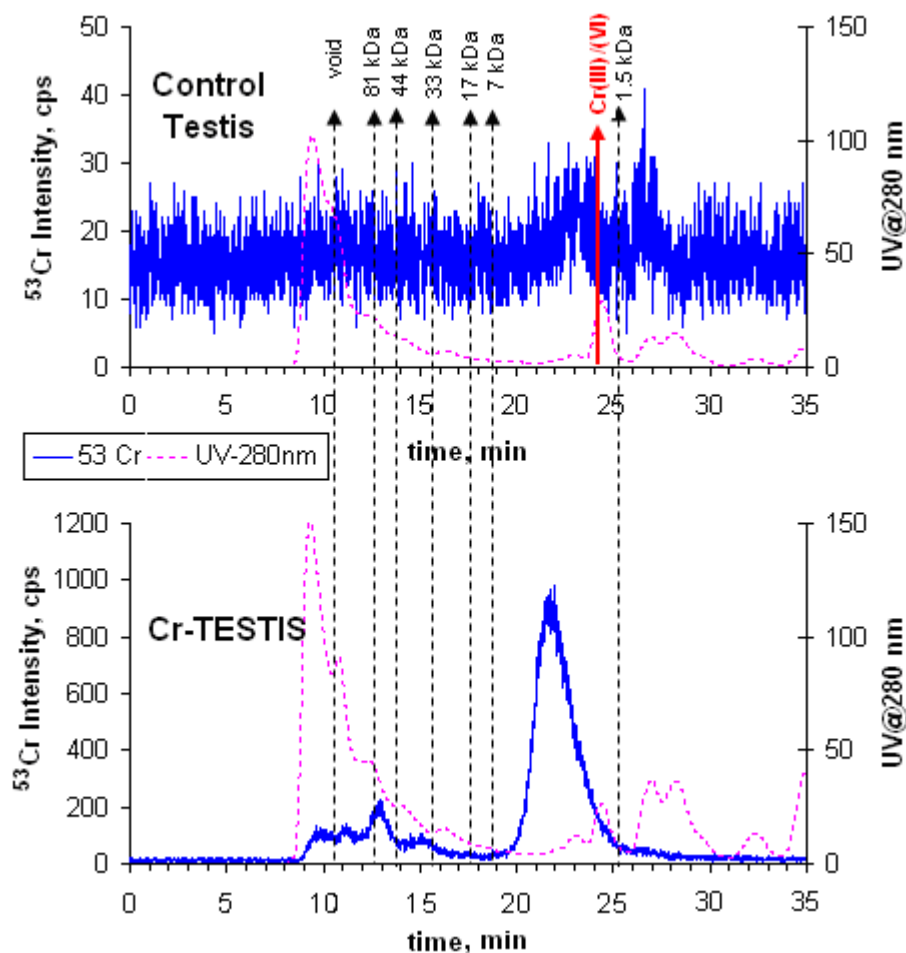 Control
Testis
void
81 kDa
44 kDa
33 kDa
17 kDa
7 kDa
Cr(III)/(VI)
1.5 kDa
53Cr Intensity, cps
50
40
30
20
10
0
UV@280 nm
150
100
50
0
0 5 10 15 20 25 30 35
time, min
53 Cr UV-280nm
Cr-TESTIS
53Cr Intensity, cps
1200
1000
800
600
400
200
0
UV@280 nm
150
100
50
0
0 5 10 15 20 25 30 35
time, min